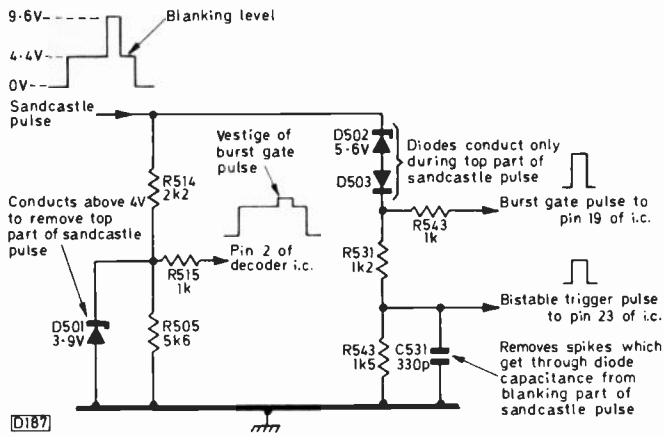 9·6V
Blanking level
4·4V
0V
Sandcastle
pulse
Vestige of
burst gate
pulse
D502
5·6V
Diodes conduct only
during top part of
sandcastle pulse
D503
R514
2k2
Conducts above 4V
to remove top
part of sandcastle
pulse
R543
1k
Burst gate pulse to
pin 19 of i.c.
R531
1k2
R515
1k
Pin 2 of
decoder i.c.
Bistable trigger pulse
to pin 23 of i.c.
D501
3·9V
R505
5k6
R543
1k5
C531
330p
Removes spikes which
get through diode
capacitance from
blanking part of
sandcastle pulse
D187